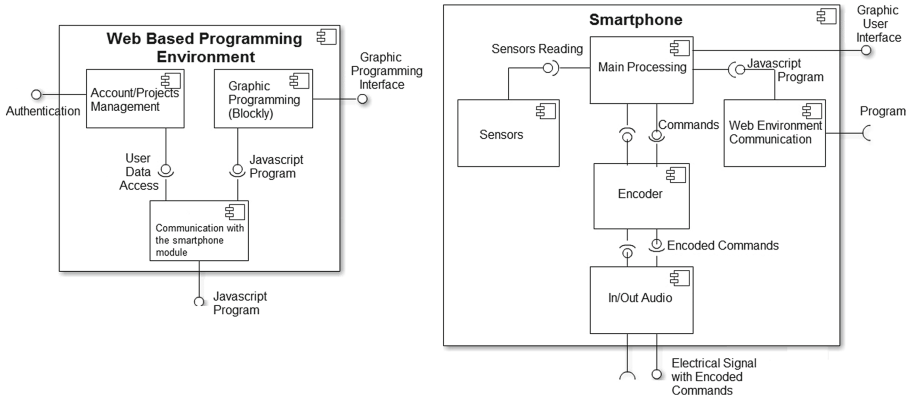 Web Based Programming
Environment
Account/Projects
Management
Graphic
Programming
(Blockly)
Graphic
Programming
Interface
Authentication
User
Data
Access
Javascript
Program
Communication with
the smartphone
module
Javascript
Program
Smartphone
Graphic
User
Interface
Sensors Reading
Main Processing
Javascript
Program
Sensors
Commands
Web Environment
Communication
Program
Encoder
Encoded Commands
In/Out Audio
Electrical Signal
with Encoded
Commands